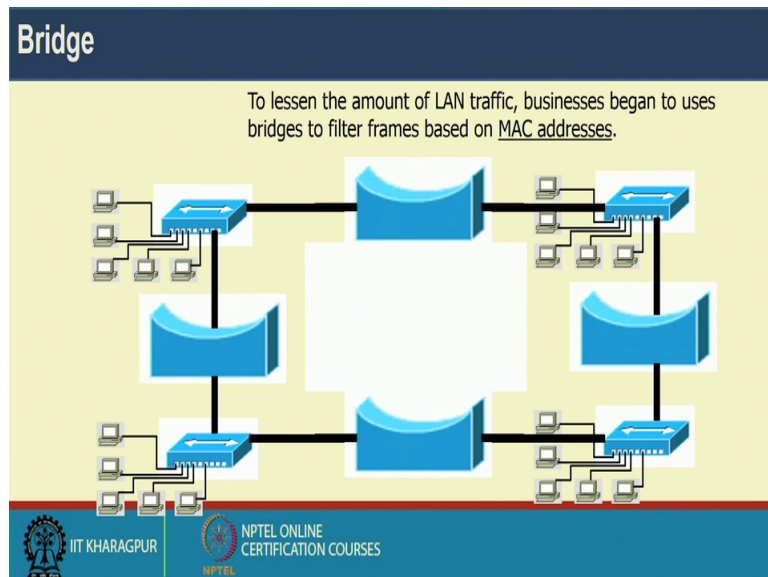 Bridge
To lessen the amount of LAN traffic, businesses began to uses
bridges to filter frames based on MAC addresses.
IIT KHARAGPUR
NPTEL ONLINE
CERTIFICATION COURSES
NPTEL